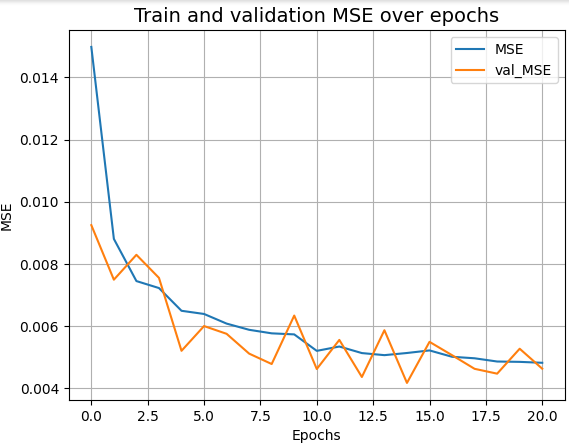 Train and validation MSE over epochs
MSE
val_MSE
0.014
0.012
0.010
0.008
0.006
0.004
MSE
0.0 2.5 5.0 7.5 10.0 12.5 15.0 17.5 20.0
Epochs